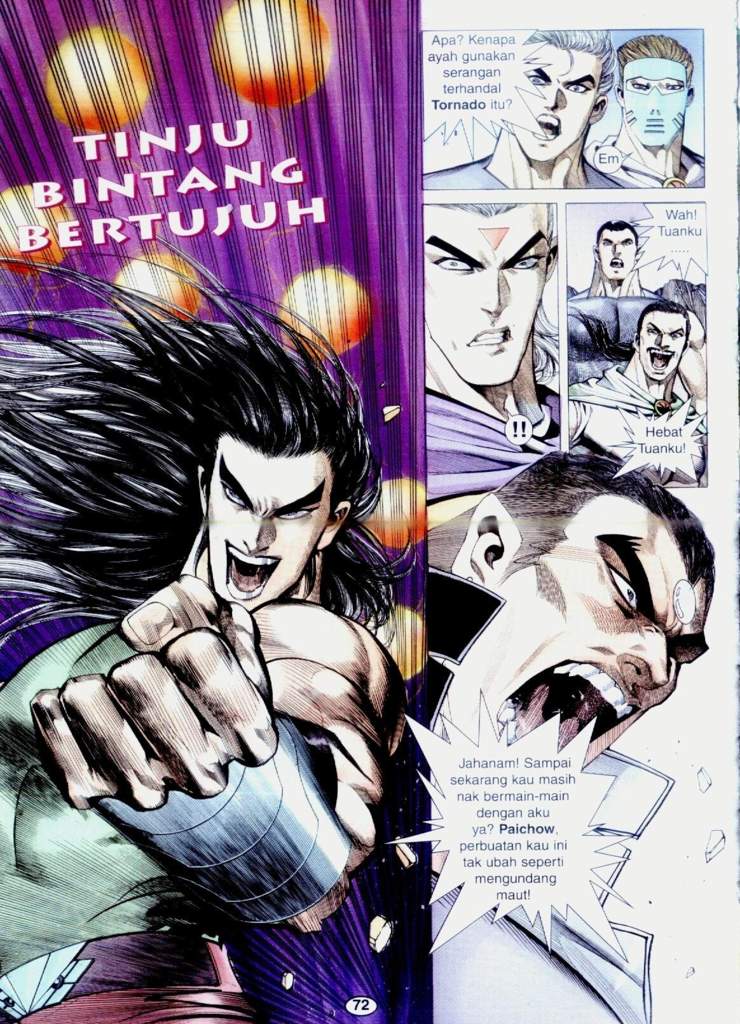 TINJU
BINTANG
BERTUJUH
Apa? Kenapa
ayah gunakan
serangan
terhandal
Tornado itu?
Em
!!
Wah!
Tuanku
.....
Hebat
Tuanku!
Jahanam! Sampai
sekarang kau masih
nak bermain-main
dengan aku
ya? Paichow,
perbuatan kau ini
tak ubah seperti
mengundang
maut!
72